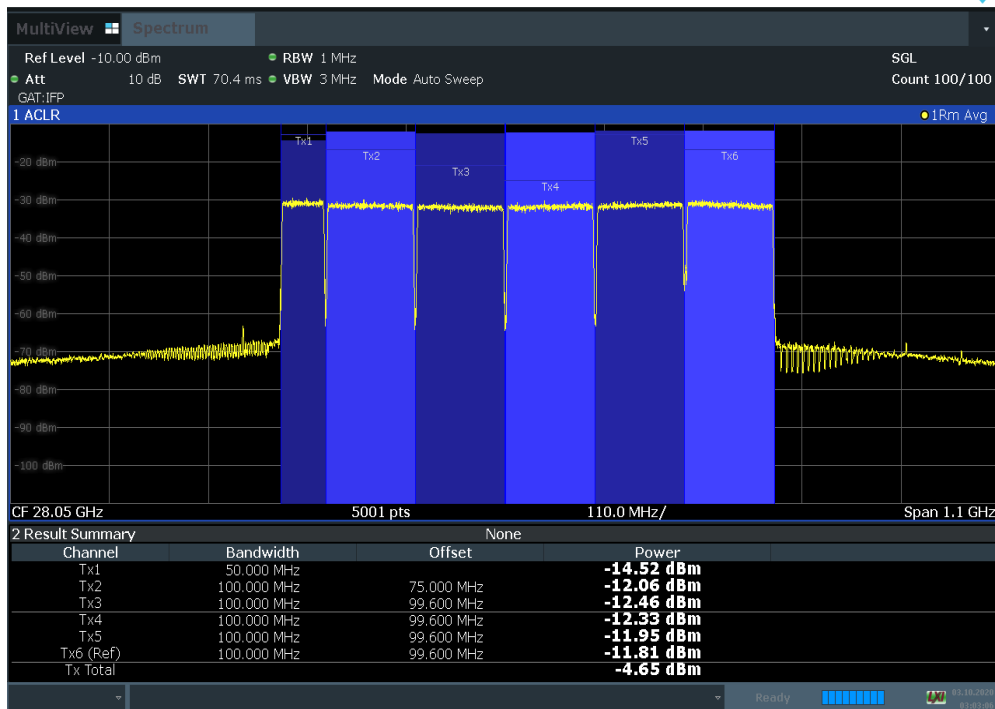 MultiView Spectrum
Ref Level -10.00 dBm RBW 1 MHz SGL
Att 10 dB SWT 70.4 ms VBW 3 MHz Mode Auto Sweep Count 100/100
GAT:IFP
1 ACLR 1Rm Avg
Tx1 Tx5
Tx2 Tx6
-20 dBm
Tx3
Tx4
-30 dBm
-40 dBm
-50 dBm
-60 dBm
-70 dBm
-80 dBm
-90 dBm
-100 dBm
CF 28.05 GHz 5001 pts 110.0 MHz/ Span 1.1 GHz
2 Result Summary None
Channel Bandwidth Offset Power
Tx1 50.000 MHz -14.52 dBm
Tx2 100.000 MHz 75.000 MHz -12.06 dBm
Tx3 100.000 MHz 99.600 MHz -12.46 dBm
Tx4 100.000 MHz 99.600 MHz -12.33 dBm
Tx5 100.000 MHz 99.600 MHz -11.95 dBm
Tx6 (Ref) 100.000 MHz 99.600 MHz -11.81 dBm
Tx Total -4.65 dBm
Ready LXI 03.10.2020